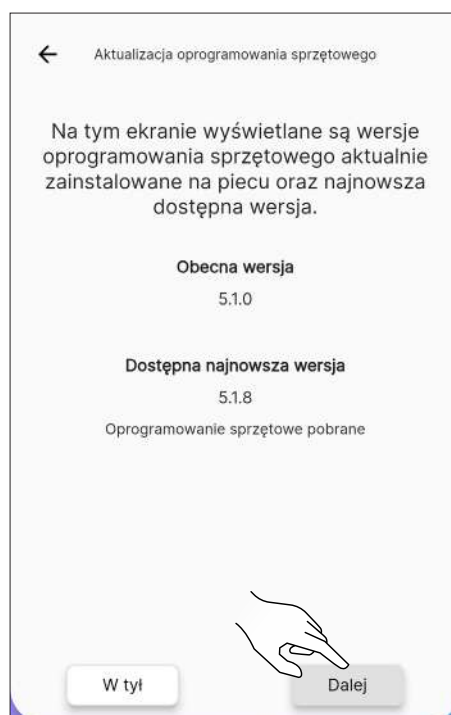 Aktualizacja oprogramowania sprzętowego
Na tym ekranie wyświetlane są wersje
oprogramowania sprzętowego aktualnie
zainstalowane na piecu oraz najnowsza
dostępna wersja.
Obecna wersja
5.1.0
Dostępna najnowsza wersja
5.1.8
Oprogramowanie sprzętowe pobrane
W tył
Dalej